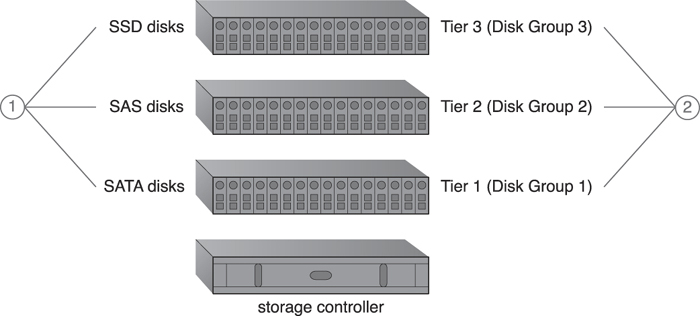 SSD disks
Tier 3 (Disk Group 3)
1
SAS disks
Tier 2 (Disk Group 2)
2
SATA disks
Tier 1 (Disk Group 1)
storage controller